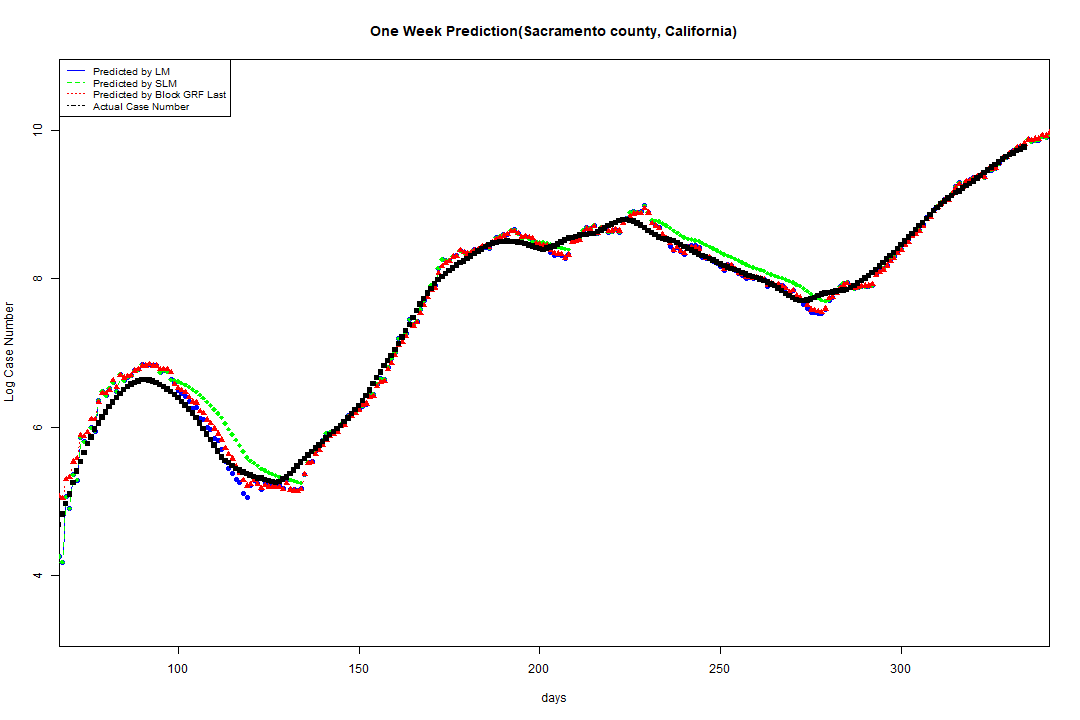 One Week Prediction(Sacramento county, California)
Predicted by LM
Predicted by SLM
Predicted by Block GRF Last
Actual Case Number
Log Case Number
10
8
6
4
100 150 200 250 300
days